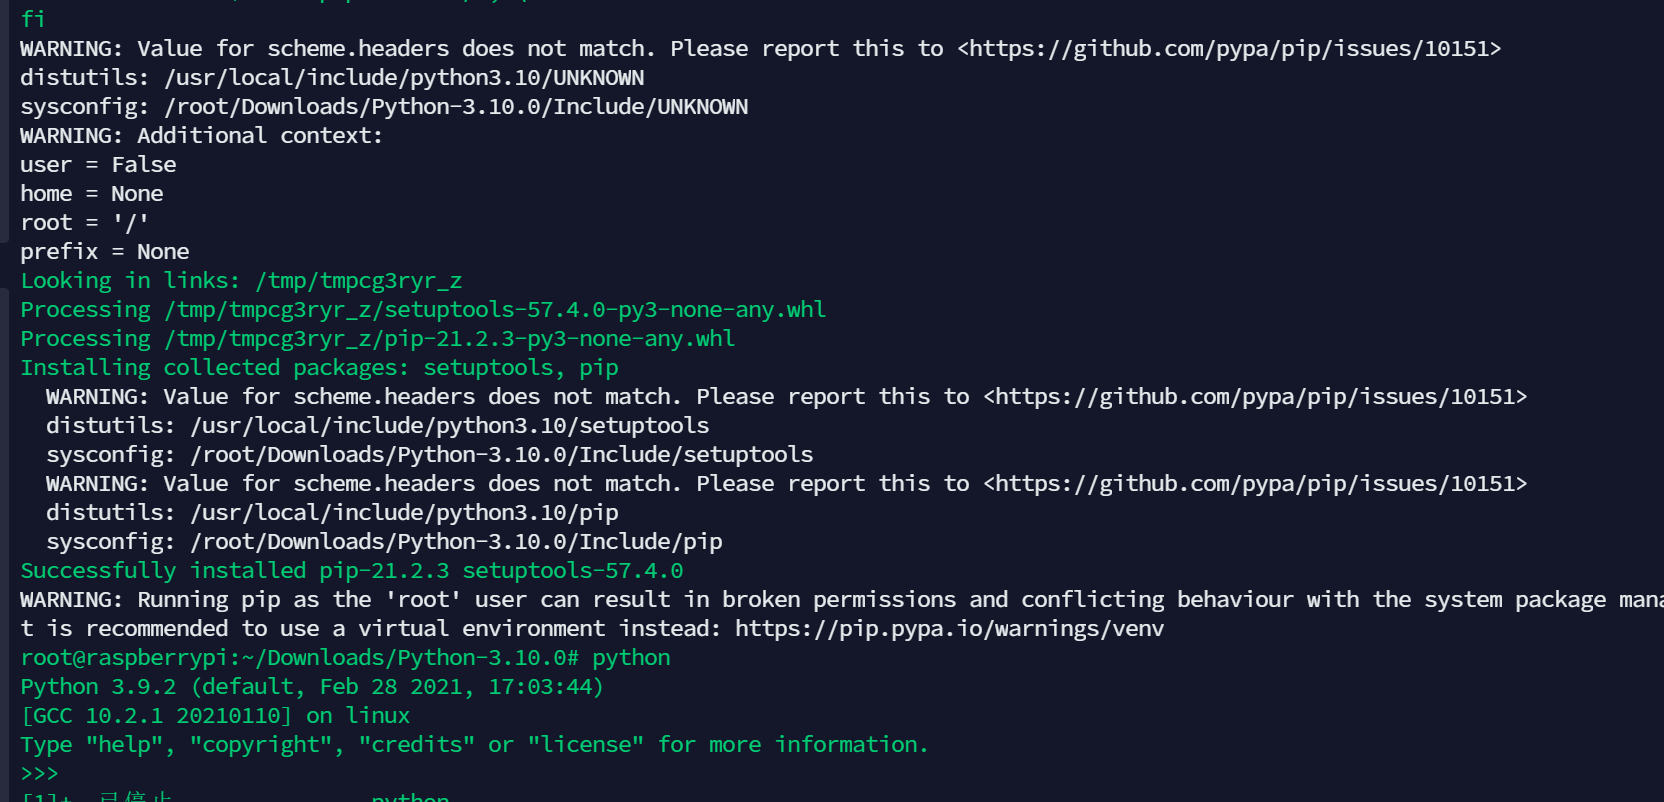 fi
WARNING: Value for scheme.headers does not match. Please report this to <https://github.com/pypa/pip/issues/10151>
distutils: /usr/local/include/python3.10/UNKNOWN
sysconfig: /root/Downloads/Python-3.10.0/Include/UNKNOWN
WARNING: Additional context:
user = False
home = None
root = '/'
prefix = None
Looking in links: /tmp/tmpcg3ryr_z
Processing /tmp/tmpcg3ryr_z/setuptools-57.4.0-py3-none-any.whl
Processing /tmp/tmpcg3ryr_z/pip-21.2.3-py3-none-any.whl
Installing collected packages: setuptools, pip
  WARNING: Value for scheme.headers does not match. Please report this to <https://github.com/pypa/pip/issues/10151>
  distutils: /usr/local/include/python3.10/setuptools
  sysconfig: /root/Downloads/Python-3.10.0/Include/setuptools
  WARNING: Value for scheme.headers does not match. Please report this to <https://github.com/pypa/pip/issues/10151>
  distutils: /usr/local/include/python3.10/pip
  sysconfig: /root/Downloads/Python-3.10.0/Include/pip
Successfully installed pip-21.2.3 setuptools-57.4.0
WARNING: Running pip as the 'root' user can result in broken permissions and conflicting behaviour with the system package mana
t is recommended to use a virtual environment instead: https://pip.pypa.io/warnings/venv
root@raspberrypi:~/Downloads/Python-3.10.0# python
Python 3.9.2 (default, Feb 28 2021, 17:03:44)
[GCC 10.2.1 20210110] on linux
Type "help", "copyright", "credits" or "license" for more information.
>>>
[1]+  已停止               python